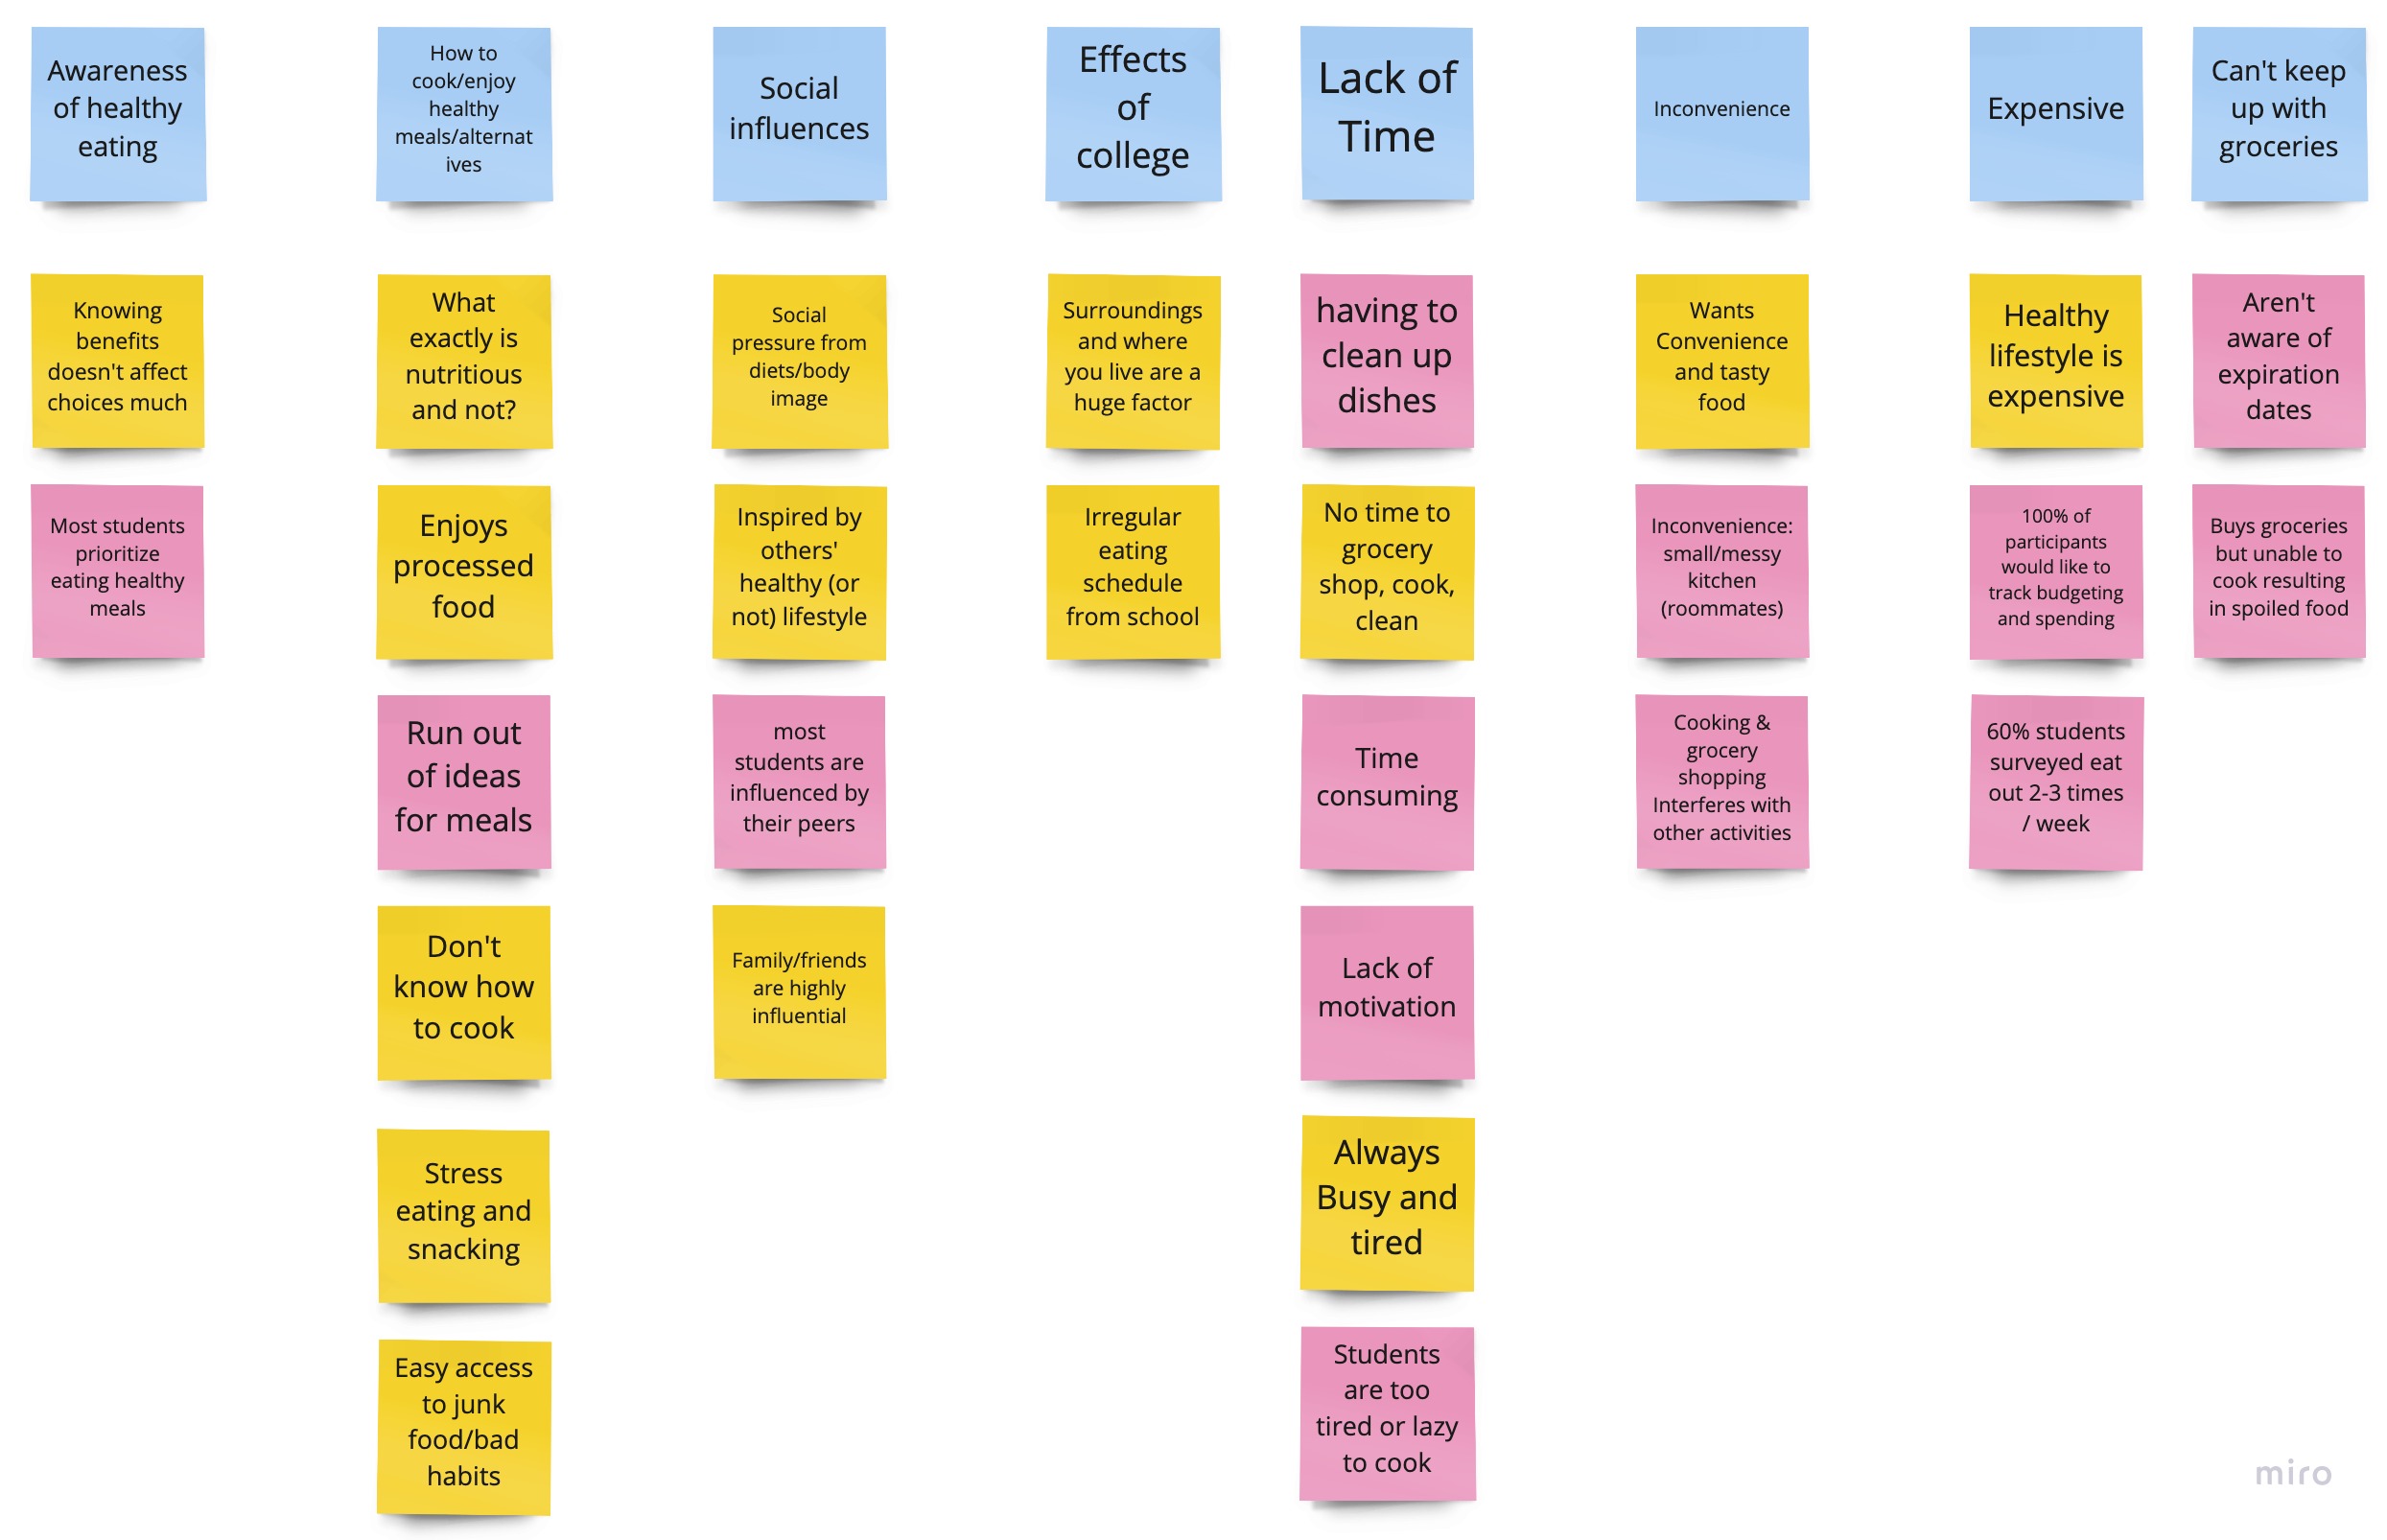 Awareness
of healthy
eating
Knowing
benefits
doesn't affect
choices much
Most students
prioritize
eating healthy
meals
How to
cook/enjoy
healthy
meals/alternat
ives
What
exactly is
nutritious
and not?
Enjoys
processed
food
Run out
of ideas
for meals
Don't
know how
to cook
Stress
eating and
snacking
Easy access
to junk
food/bad
habits
Social
influences
Social
pressure from
diets/body
image
Inspired by
others'
healthy (or
not) lifestyle
most
students are
influenced by
their peers
Family/friends
are highly
influential
Effects
of
college
Surroundings
and where
you live are a
huge factor
Irregular
eating
schedule
from school
Lack of
Time
having to
clean up
dishes
No time to
grocery
shop, cook,
clean
Time
consuming
Lack of
motivation
Always
Busy and
tired
Students
are too
tired or lazy
to cook
Inconvenience
Wants
Convenience
and tasty
food
Inconvenience:
small/messy
kitchen
(roommates)
Cooking &
grocery
shopping
Interferes with
other activities
Expensive
Healthy
lifestyle is
expensive
100% of
participants
would like to
track budgeting
and spending
60% students
surveyed eat
out 2-3 times
/ week
Can't keep
up with
groceries
Aren't
aware of
expiration
dates
Buys groceries
but unable to
cook resulting
in spoiled food
miro